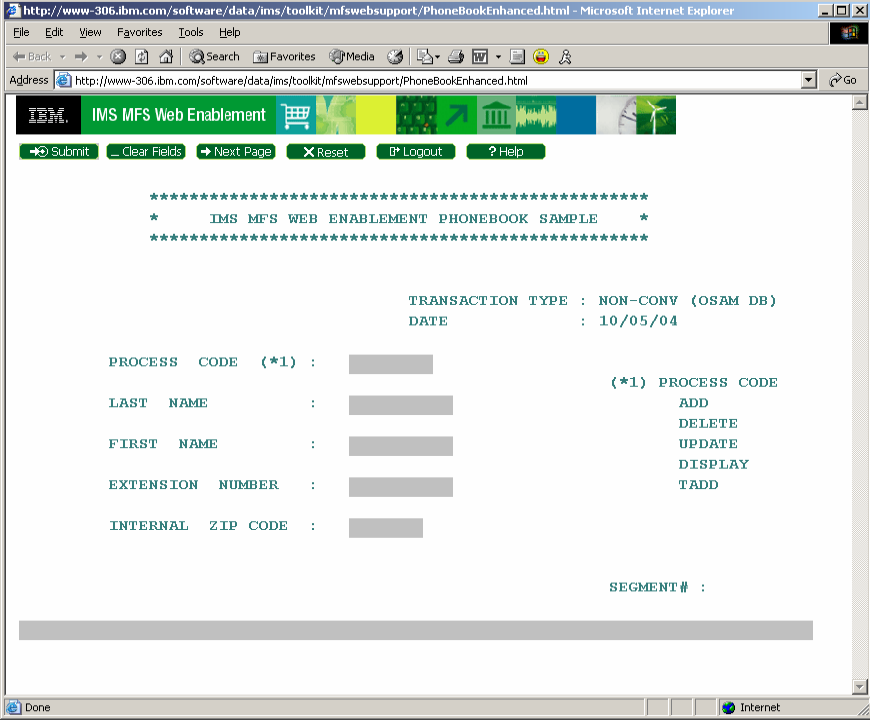 http://www-306.ibm.com/software/data/ims/toolkit/mfswebsupport/PhoneBookEnhanced.html - Microsoft Internet Explorer
File Edit View Favorites Tools Help
Back Search Favorites Media
Address http://www-306.ibm.com/software/data/ims/toolkit/mfswebsupport/PhoneBookEnhanced.html Go
IBM. IMS MFS Web Enablement
Submit Clear Fields Next Page Reset Logout ? Help
**************************************************
* IMS MFS WEB ENABLEMENT PHONEBOOK SAMPLE *
**************************************************
TRANSACTION TYPE : NON-CONV (OSAM DB)
DATE : 10/05/04
PROCESS CODE (*1) :
(*1) PROCESS CODE
LAST NAME : ADD
DELETE
FIRST NAME : UPDATE
DISPLAY
EXTENSION NUMBER : TADD
INTERNAL ZIP CODE :
SEGMENT# :
Done Internet